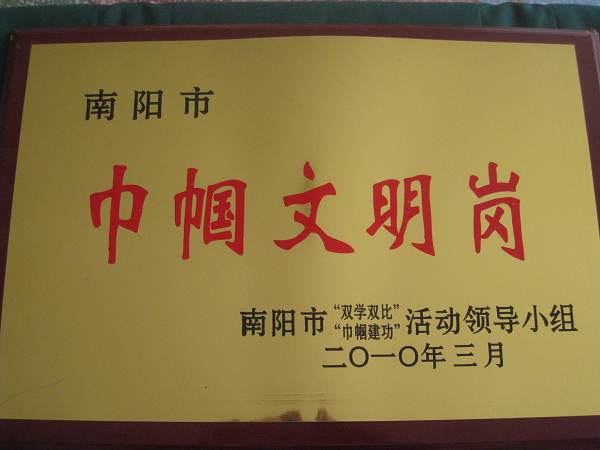 南阳市
巾帼文明岗
南阳市“双学双比”“巾帼建功”活动领导小组
二〇一〇年三月